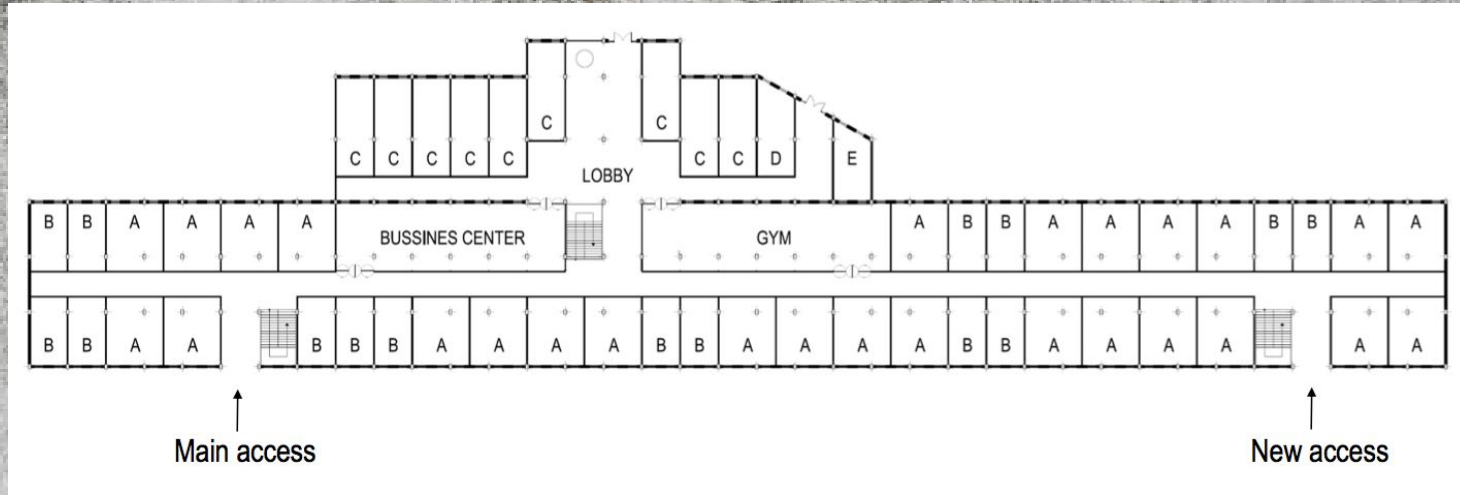 C C
C C C C C C C D E
LOBBY
B B A A A A A B B A A A A B B A A
BUSSINES CENTER GYM
B B A A B B B A A A A B B A A A A B B A A A A A A
Main access New access